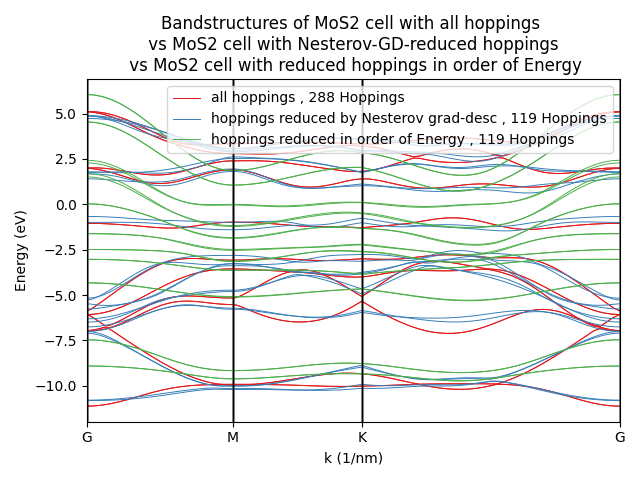 Bandstructures of MoS2 cell with all hoppings
vs MoS2 cell with Nesterov-GD-reduced hoppings
vs MoS2 cell with reduced hoppings in order of Energy
all hoppings , 288 Hoppings
hoppings reduced by Nesterov grad-desc , 119 Hoppings
hoppings reduced in order of Energy , 119 Hoppings
Energy (eV)
5.0
2.5
0.0
−2.5
−5.0
−7.5
−10.0
G M K G
k (1/nm)